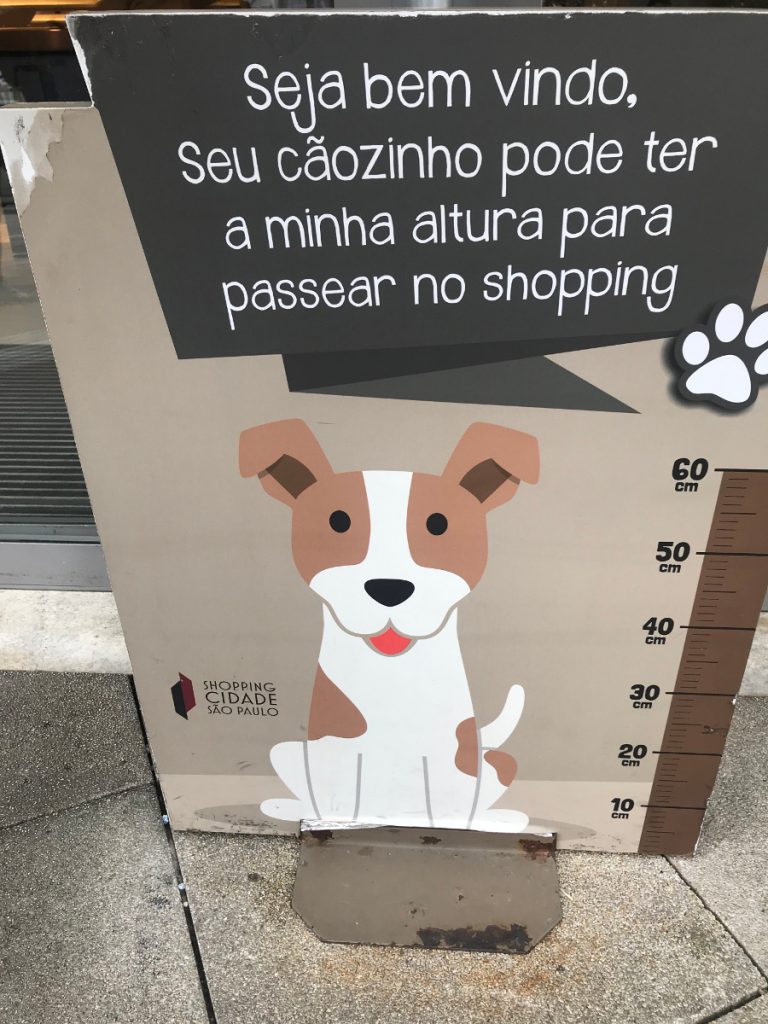 Seja bem vindo,
Seu cãozinho pode ter
a minha altura para
passear no shopping
60
cm
50
cm
40
cm
SHOPPING
CIDADE
SÃO PAULO
30
cm
20
cm
10
cm